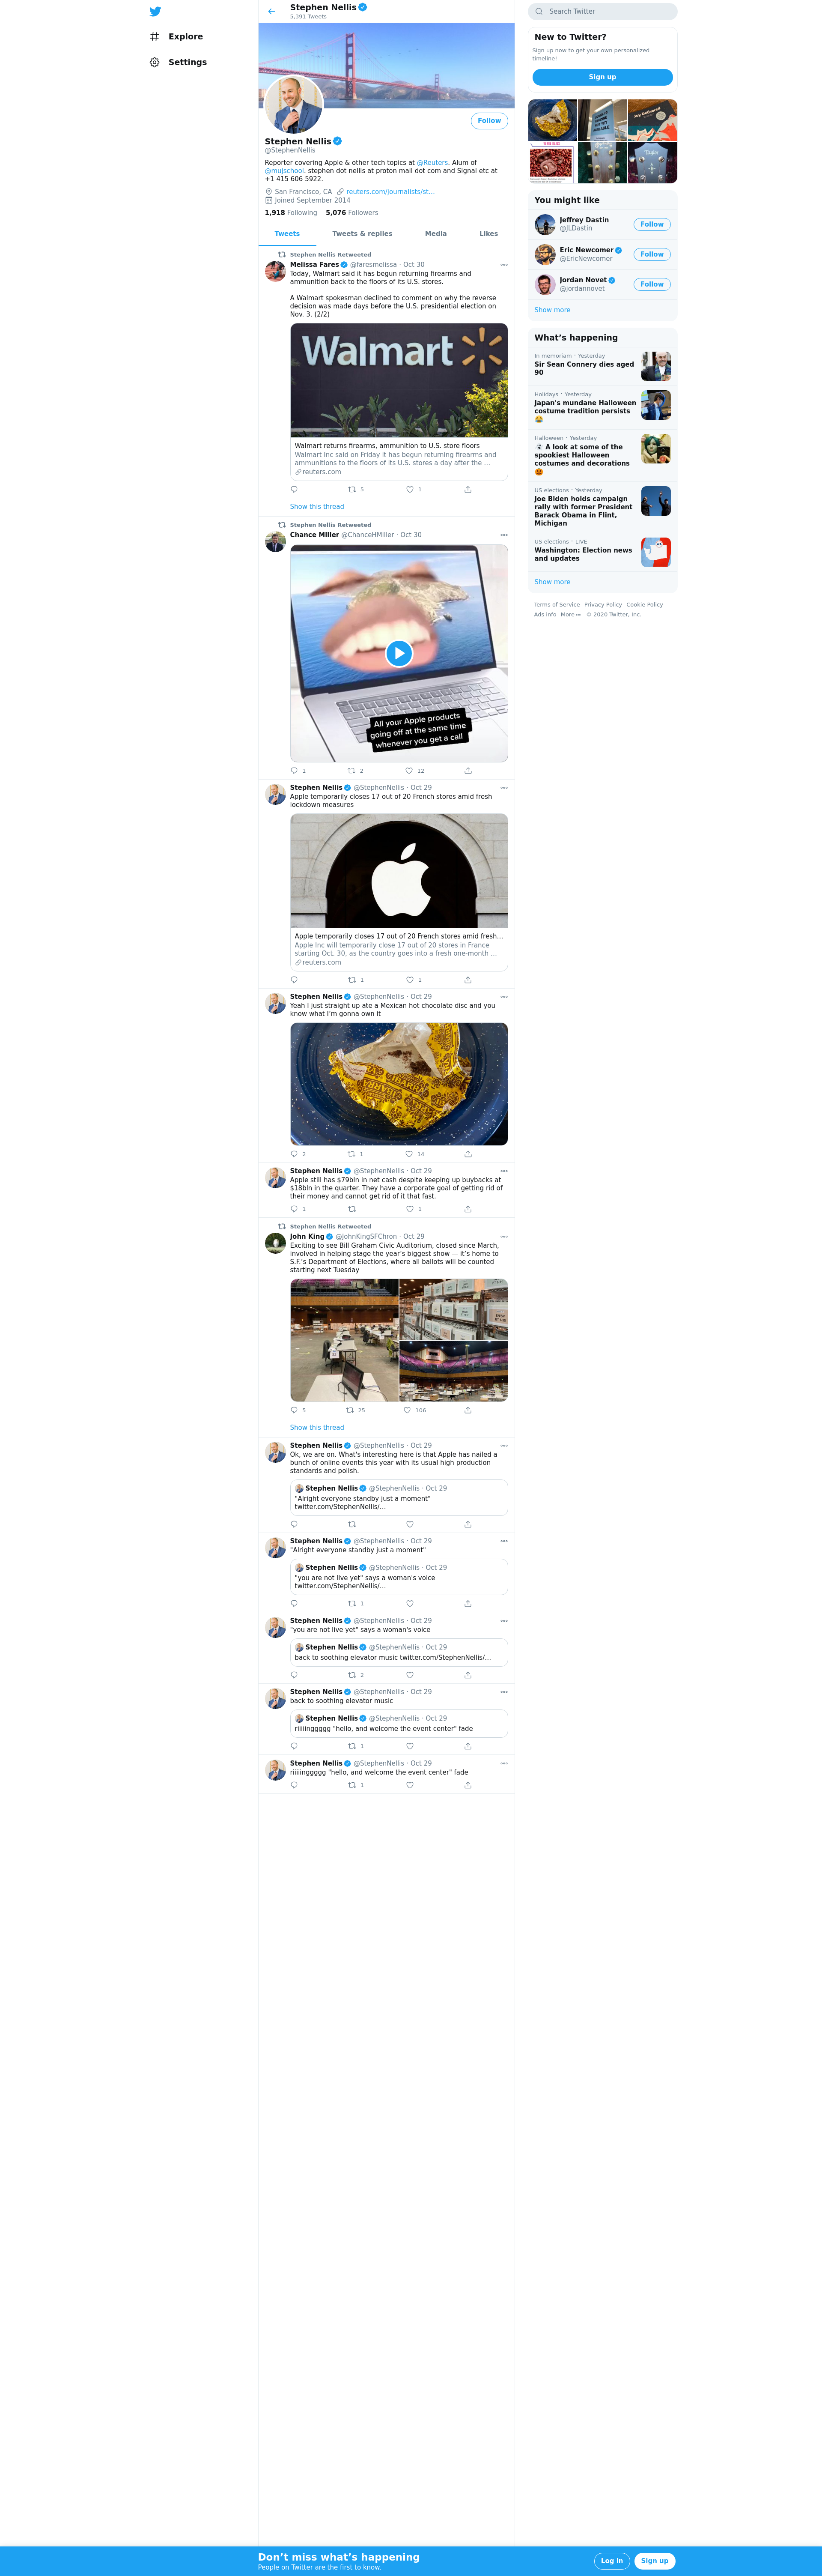 Explore
Settings
Stephen Nellis
5,391 Tweets
Follow
Stephen Nellis
@StephenNellis
Reporter covering Apple & other tech topics at @Reuters. Alum of
@mujschool. stephen dot nellis at proton mail dot com and Signal etc at
+1 415 606 5922.
San Francisco, CA reuters.com/journalists/st…
Joined September 2014
1,918 Following 5,076 Followers
Tweets Tweets & replies Media Likes
Stephen Nellis Retweeted
Melissa Fares @faresmelissa · Oct 30
Today, Walmart said it has begun returning firearms and
ammunition back to the floors of its U.S. stores.
A Walmart spokesman declined to comment on why the reverse
decision was made days before the U.S. presidential election on
Nov. 3. (2/2)
Walmart
Walmart returns firearms, ammunition to U.S. store floors
Walmart Inc said on Friday it has begun returning firearms and
ammunitions to the floors of its U.S. stores a day after the …
reuters.com
5 1
Show this thread
Stephen Nellis Retweeted
Chance Miller @ChanceHMiller · Oct 30
All your Apple products
going off at the same time
whenever you get a call
1 2 12
Stephen Nellis @StephenNellis · Oct 29
Apple temporarily closes 17 out of 20 French stores amid fresh
lockdown measures
Apple temporarily closes 17 out of 20 French stores amid fresh…
Apple Inc will temporarily close 17 out of 20 stores in France
starting Oct. 30, as the country goes into a fresh one-month …
reuters.com
1 1
Stephen Nellis @StephenNellis · Oct 29
Yeah I just straight up ate a Mexican hot chocolate disc and you
know what I’m gonna own it
IBARRA
2 1 14
Stephen Nellis @StephenNellis · Oct 29
Apple still has $79bln in net cash despite keeping up buybacks at
$18bln in the quarter. They have a corporate goal of getting rid of
their money and cannot get rid of it that fast.
1 1
Stephen Nellis Retweeted
John King @JohnKingSFChron · Oct 29
Exciting to see Bill Graham Civic Auditorium, closed since March,
involved in helping stage the year’s biggest show — it’s home to
S.F.’s Department of Elections, where all ballots will be counted
starting next Tuesday
5 25 106
Show this thread
Stephen Nellis @StephenNellis · Oct 29
Ok, we are on. What's interesting here is that Apple has nailed a
bunch of online events this year with its usual high production
standards and polish.
Stephen Nellis @StephenNellis · Oct 29
"Alright everyone standby just a moment"
twitter.com/StephenNellis/…
Stephen Nellis @StephenNellis · Oct 29
"Alright everyone standby just a moment"
Stephen Nellis @StephenNellis · Oct 29
"you are not live yet" says a woman's voice
twitter.com/StephenNellis/…
1
Stephen Nellis @StephenNellis · Oct 29
"you are not live yet" says a woman's voice
Stephen Nellis @StephenNellis · Oct 29
back to soothing elevator music twitter.com/StephenNellis/…
2
Stephen Nellis @StephenNellis · Oct 29
back to soothing elevator music
Stephen Nellis @StephenNellis · Oct 29
riiiiinggggg "hello, and welcome the event center" fade
1
Stephen Nellis @StephenNellis · Oct 29
riiiiinggggg "hello, and welcome the event center" fade
1
Search Twitter
New to Twitter?
Sign up now to get your own personalized
timeline!
Sign up
You might like
Jeffrey Dastin
@JLDastin
Follow
Eric Newcomer
@EricNewcomer
Follow
Jordan Novet
@jordannovet
Follow
Show more
What’s happening
In memoriam · Yesterday
Sir Sean Connery dies aged
90
Holidays · Yesterday
Japan's mundane Halloween
costume tradition persists
😂
Halloween · Yesterday
A look at some of the
spookiest Halloween
costumes and decorations
🎃
US elections · Yesterday
Joe Biden holds campaign
rally with former President
Barack Obama in Flint,
Michigan
US elections · LIVE
Washington: Election news
and updates
Show more
Terms of Service Privacy Policy Cookie Policy
Ads info More © 2020 Twitter, Inc.
Don’t miss what’s happening
People on Twitter are the first to know.
Log in
Sign up